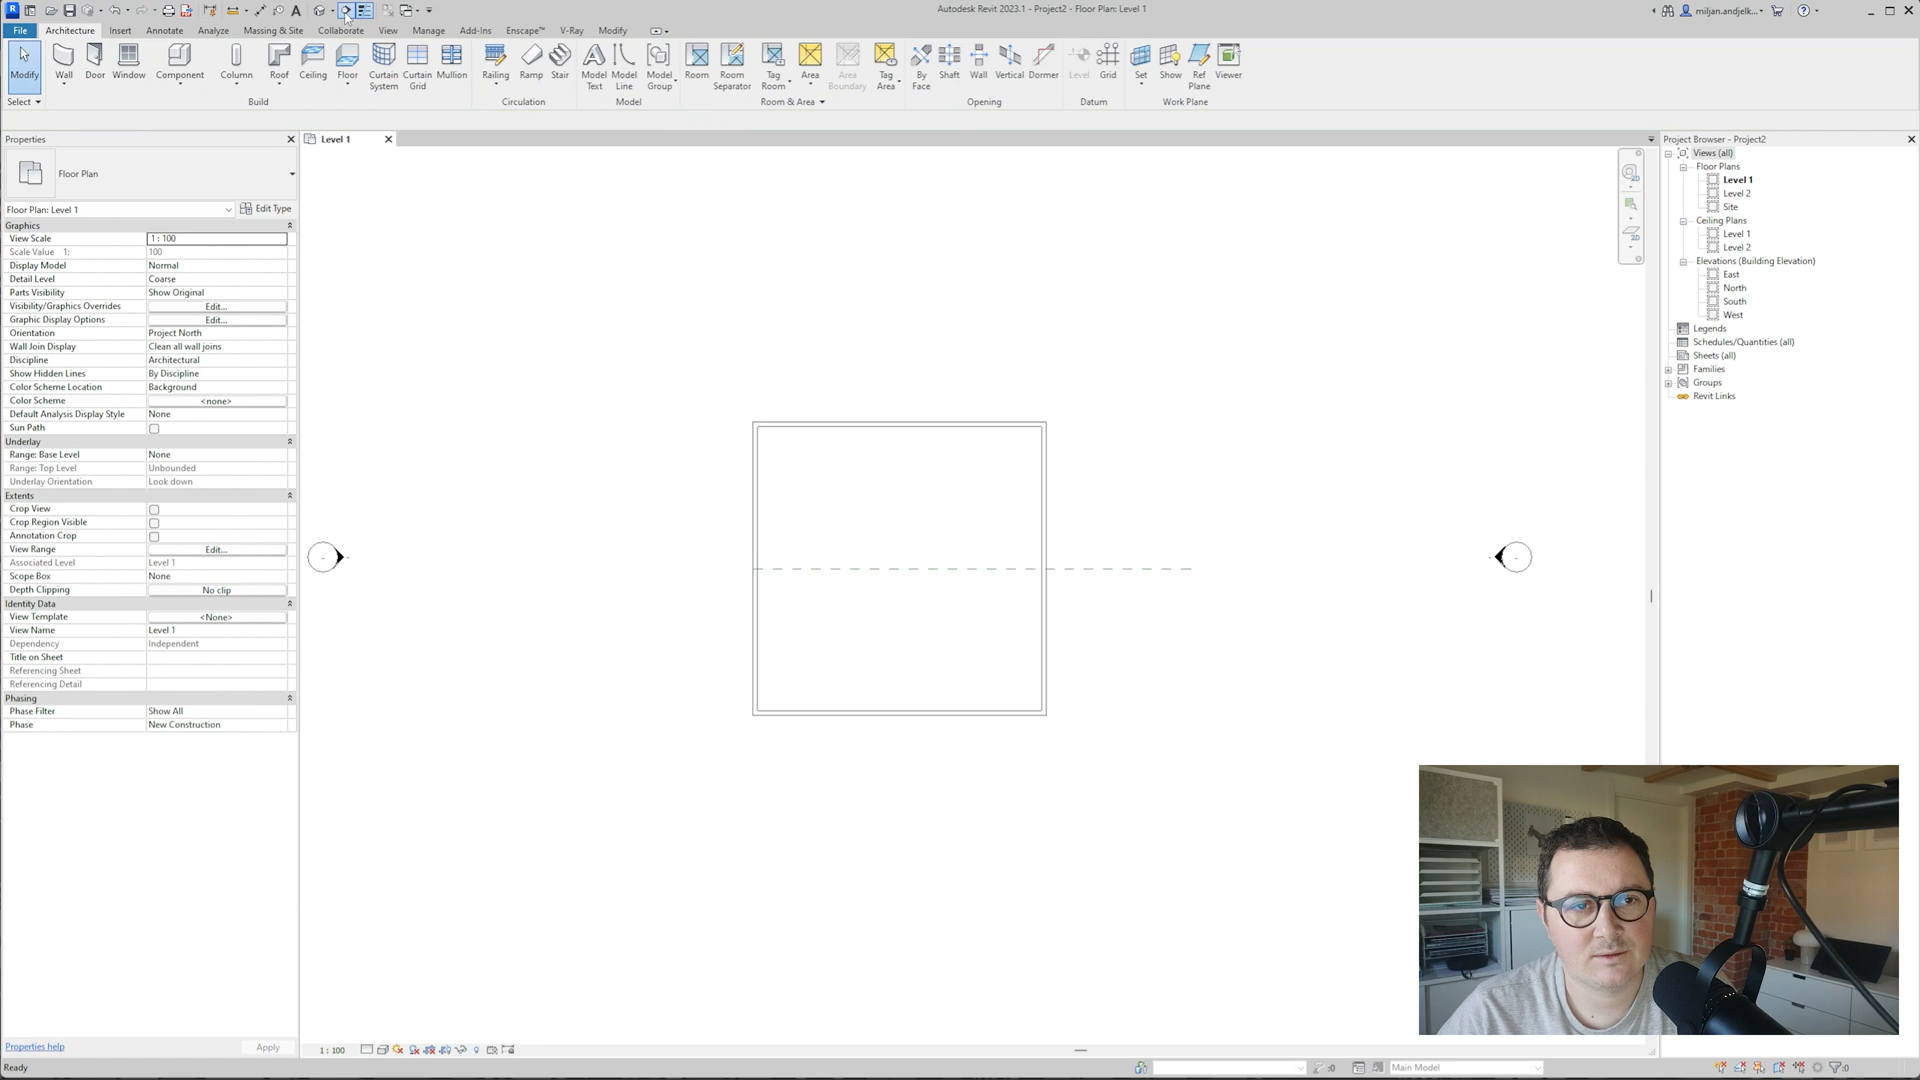 Autodesk Revit 2023.1 - Project2 - Floor Plan: Level 1
miljan.andjelk...
File Architecture Insert Annotate Analyze Massing & Site Collaborate View Manage Add-Ins Enscape™ V-Ray Modify
Modify Wall Door Window Component Column Roof Ceiling Floor Curtain System Curtain Grid Mullion Railing Ramp Stair Model Text Model Line Model Group Room Room Separator Tag Room Area Area Boundary Tag Area By Face Shaft Wall Vertical Dormer Level Grid Set Show Ref Plane Viewer
Select Build Circulation Model Room & Area Opening Datum Work Plane
Properties
Floor Plan
Floor Plan: Level 1 Edit Type
Graphics
View Scale 1 : 100
Scale Value 1: 100
Display Model Normal
Detail Level Coarse
Parts Visibility Show Original
Visibility/Graphics Overrides Edit...
Graphic Display Options Edit...
Orientation Project North
Wall Join Display Clean all wall joins
Discipline Architectural
Show Hidden Lines By Discipline
Color Scheme Location Background
Color Scheme <none>
Default Analysis Display Style None
Sun Path
Underlay
Range: Base Level None
Range: Top Level Unbounded
Underlay Orientation Look down
Extents
Crop View
Crop Region Visible
Annotation Crop
View Range Edit...
Associated Level Level 1
Scope Box None
Depth Clipping No clip
Identity Data
View Template <None>
View Name Level 1
Dependency Independent
Title on Sheet
Referencing Sheet
Referencing Detail
Phasing
Phase Filter Show All
Phase New Construction
Properties help Apply
Ready
Level 1
1 : 100
Project Browser - Project2
Views (all)
Floor Plans
Level 1
Level 2
Site
Ceiling Plans
Level 1
Level 2
Elevations (Building Elevation)
East
North
South
West
Legends
Schedules/Quantities (all)
Sheets (all)
Families
Groups
Revit Links
:0 Main Model :0